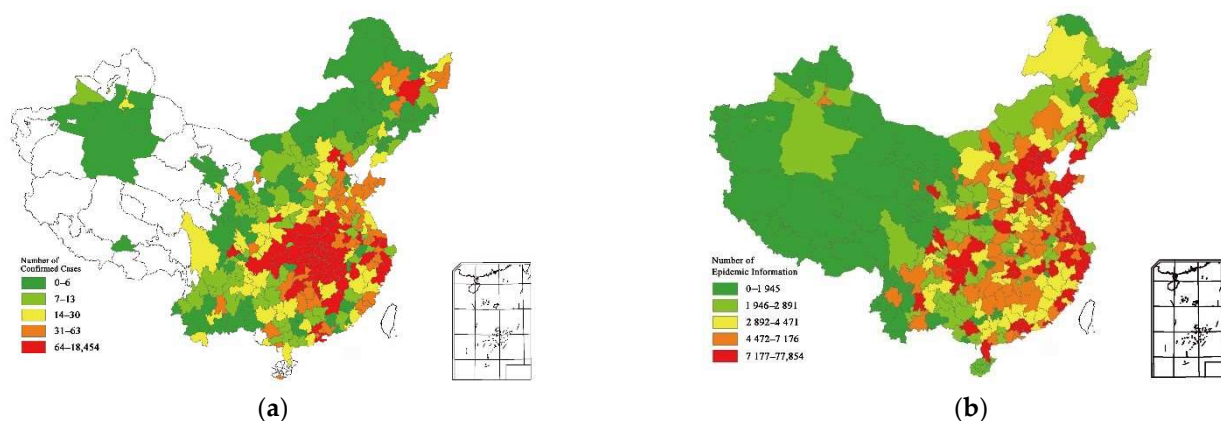 Number of
Confirmed Cases
0–6
7–13
14–30
31–63
64–18,454
(a)
Number of
Epidemic Information
0–1 945
1 946–2 891
2 892–4 471
4 472–7 176
7 177–77,854
(b)